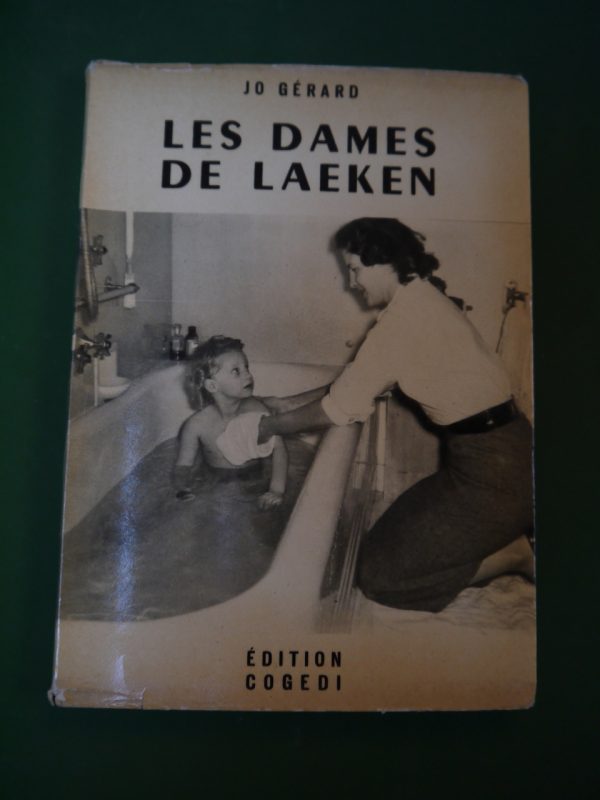 JO GÉRARD
LES DAMES
DE LAEKEN
ÉDITION
COGEDI